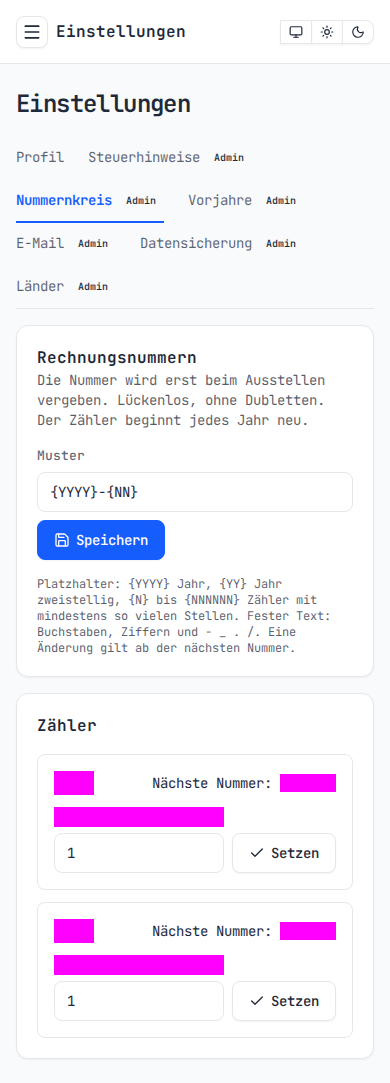 Einstellungen
Einstellungen
Profil Steuerhinweise Admin
Nummernkreis Admin Vorjahre Admin
E-Mail Admin Datensicherung Admin
Länder Admin
Rechnungsnummern
Die Nummer wird erst beim Ausstellen
vergeben. Lückenlos, ohne Dubletten.
Der Zähler beginnt jedes Jahr neu.
Muster
{YYYY}-{NN}
Speichern
Platzhalter: {YYYY} Jahr, {YY} Jahr
zweistellig, {N} bis {NNNNNN} Zähler mit
mindestens so vielen Stellen. Fester Text:
Buchstaben, Ziffern und - _ . /. Eine
Änderung gilt ab der nächsten Nummer.
Zähler
Nächste Nummer:
1 Setzen
Nächste Nummer:
1 Setzen